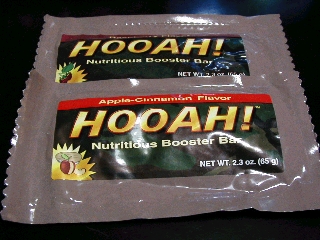 HOOAH!
Nutritious Booster Bar
NET WT. 2.3 oz. (65 g)
Apple-Cinnamon Flavor
HOOAH!™
Nutritious Booster Bar
NET WT. 2.3 oz. (65 g)